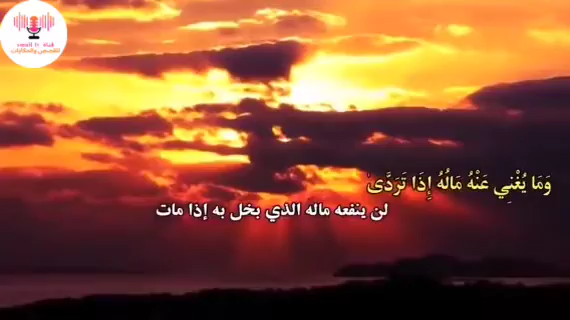 وَمَا يُغْنِي عَنْهُ مَالُهُ إِذَا تَرَدَّىٰ
لن ينفعه ماله الذي بخل به إذا مات